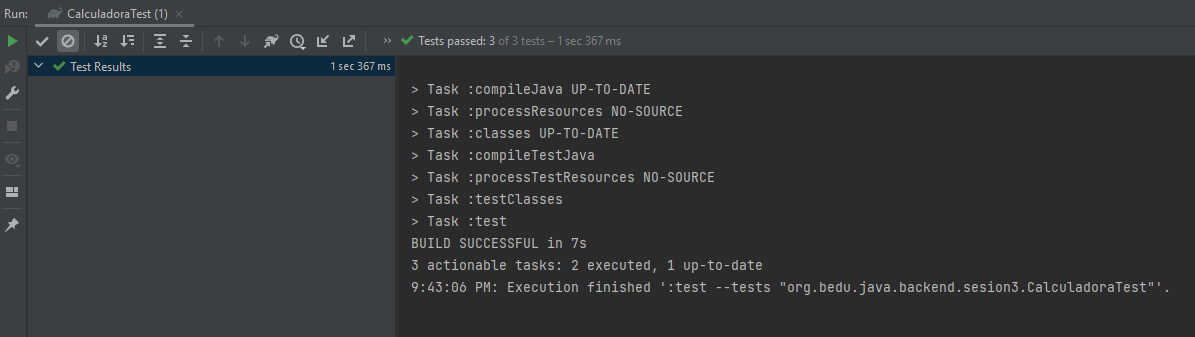 Run: CalculadoraTest (1)
Tests passed: 3 of 3 tests – 1 sec 367 ms
Test Results 1 sec 367 ms
> Task :compileJava UP-TO-DATE
> Task :processResources NO-SOURCE
> Task :classes UP-TO-DATE
> Task :compileTestJava
> Task :processTestResources NO-SOURCE
> Task :testClasses
> Task :test
BUILD SUCCESSFUL in 7s
3 actionable tasks: 2 executed, 1 up-to-date
9:43:06 PM: Execution finished ':test --tests "org.bedu.java.backend.sesion3.CalculadoraTest"'.